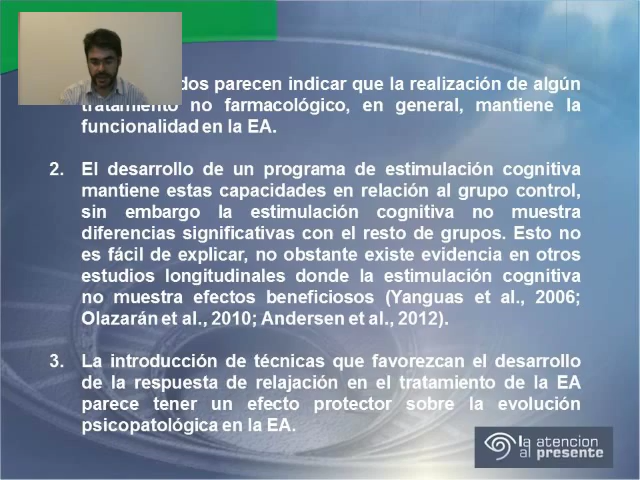 dos parecen indicar que la realización de algún
tratamiento no farmacológico, en general, mantiene la
funcionalidad en la EA.
2. El desarrollo de un programa de estimulación cognitiva
mantiene estas capacidades en relación al grupo control,
sin embargo la estimulación cognitiva no muestra
diferencias significativas con el resto de grupos. Esto no
es fácil de explicar, no obstante existe evidencia en otros
estudios longitudinales donde la estimulación cognitiva
no muestra efectos beneficiosos (Yanguas et al., 2006;
Olazarán et al., 2010; Andersen et al., 2012).
3. La introducción de técnicas que favorezcan el desarrollo
de la respuesta de relajación en el tratamiento de la EA
parece tener un efecto protector sobre la evolución
psicopatológica en la EA.
la atencion
al presente